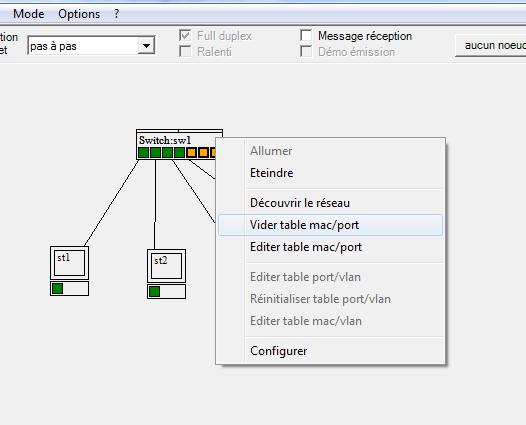 Mode Options ?
tion
et
pas à pas
Full duplex
Ralenti
Message réception
Démo émission
aucun noeud
Switch:sw1
st1
st2
Allumer
Eteindre
Découvrir le réseau
Vider table mac/port
Editer table mac/port
Editer table port/vlan
Réinitialiser table port/vlan
Editer table mac/vlan
Configurer